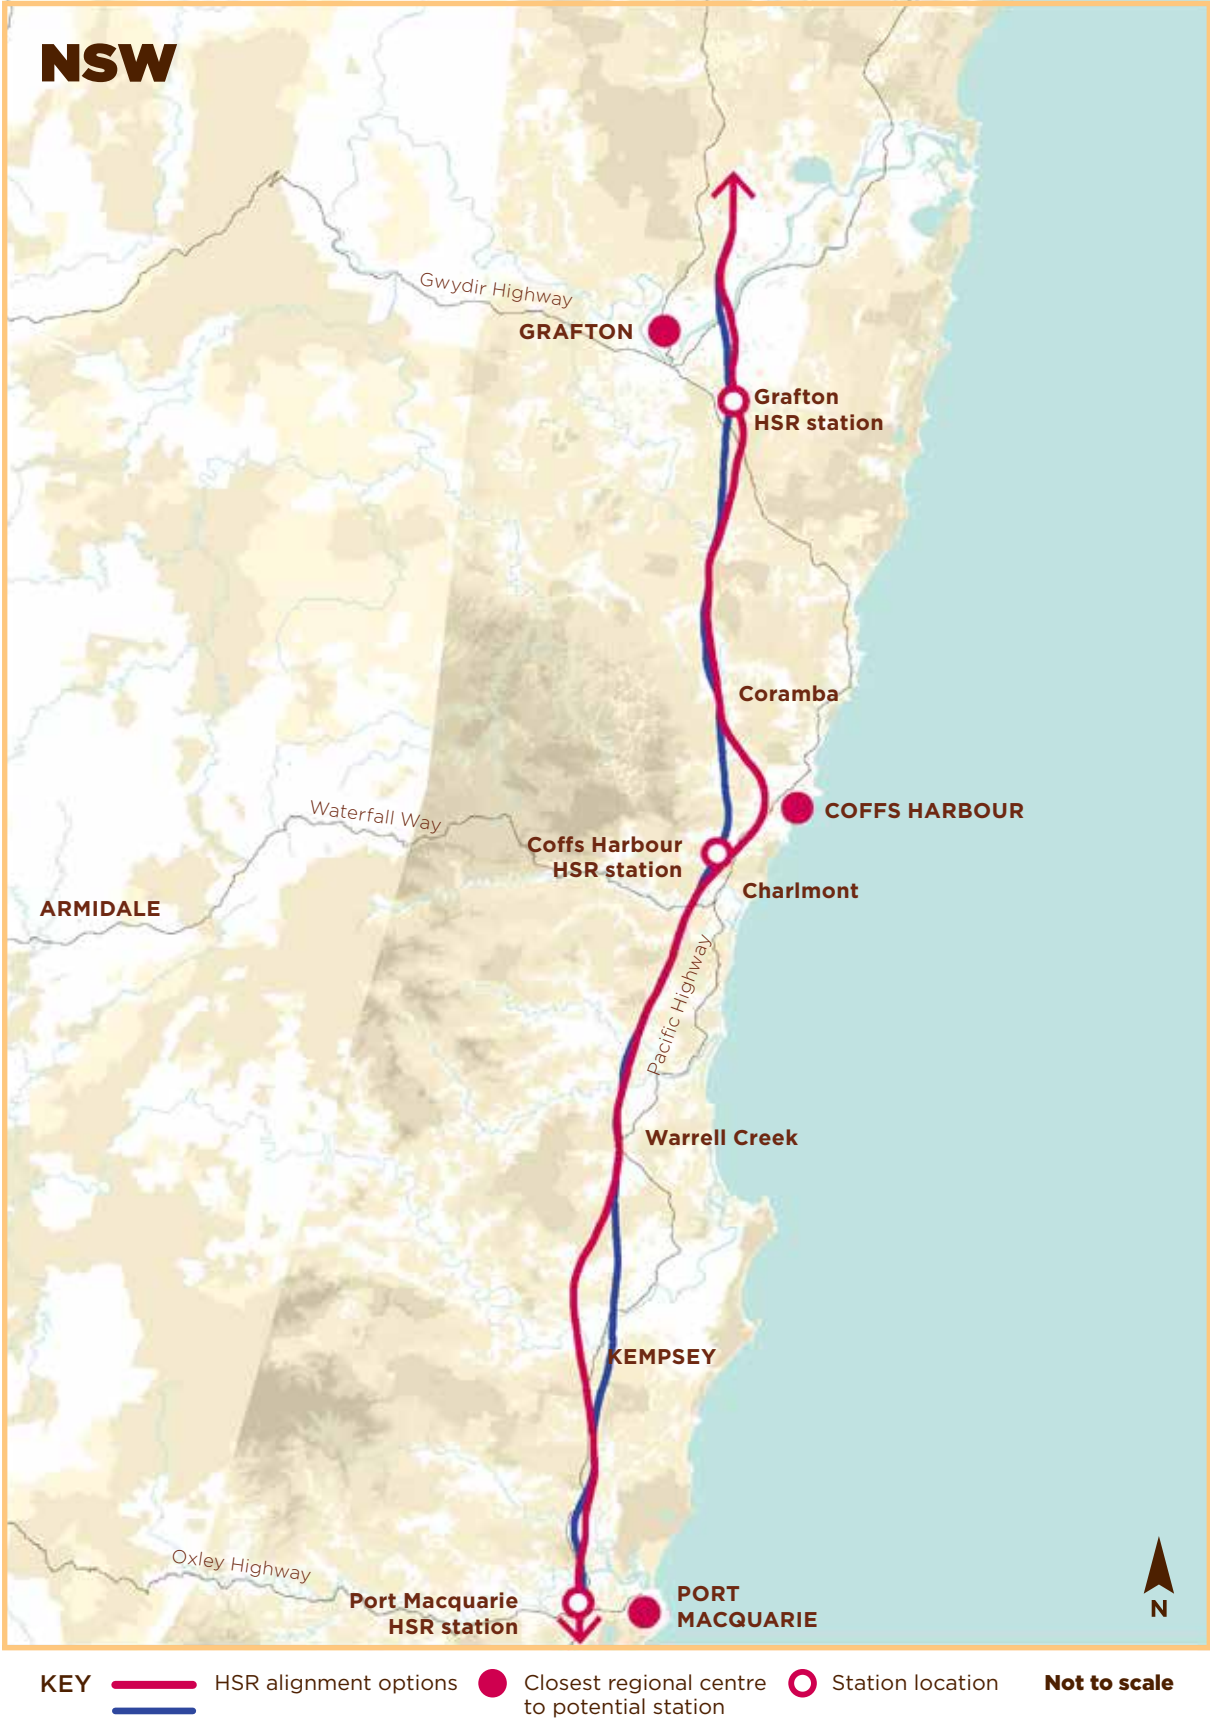 NSW
Gwydir Highway
GRAFTON
Grafton
HSR station
Coramba
Waterfall Way
COFFS HARBOUR
Coffs Harbour
HSR station
Charlmont
ARMIDALE
Pacific Highway
Warrell Creek
KEMPSEY
Oxley Highway
Port Macquarie
HSR station
PORT
MACQUARIE
N
KEY
HSR alignment options
Closest regional centre
to potential station
Station location
Not to scale